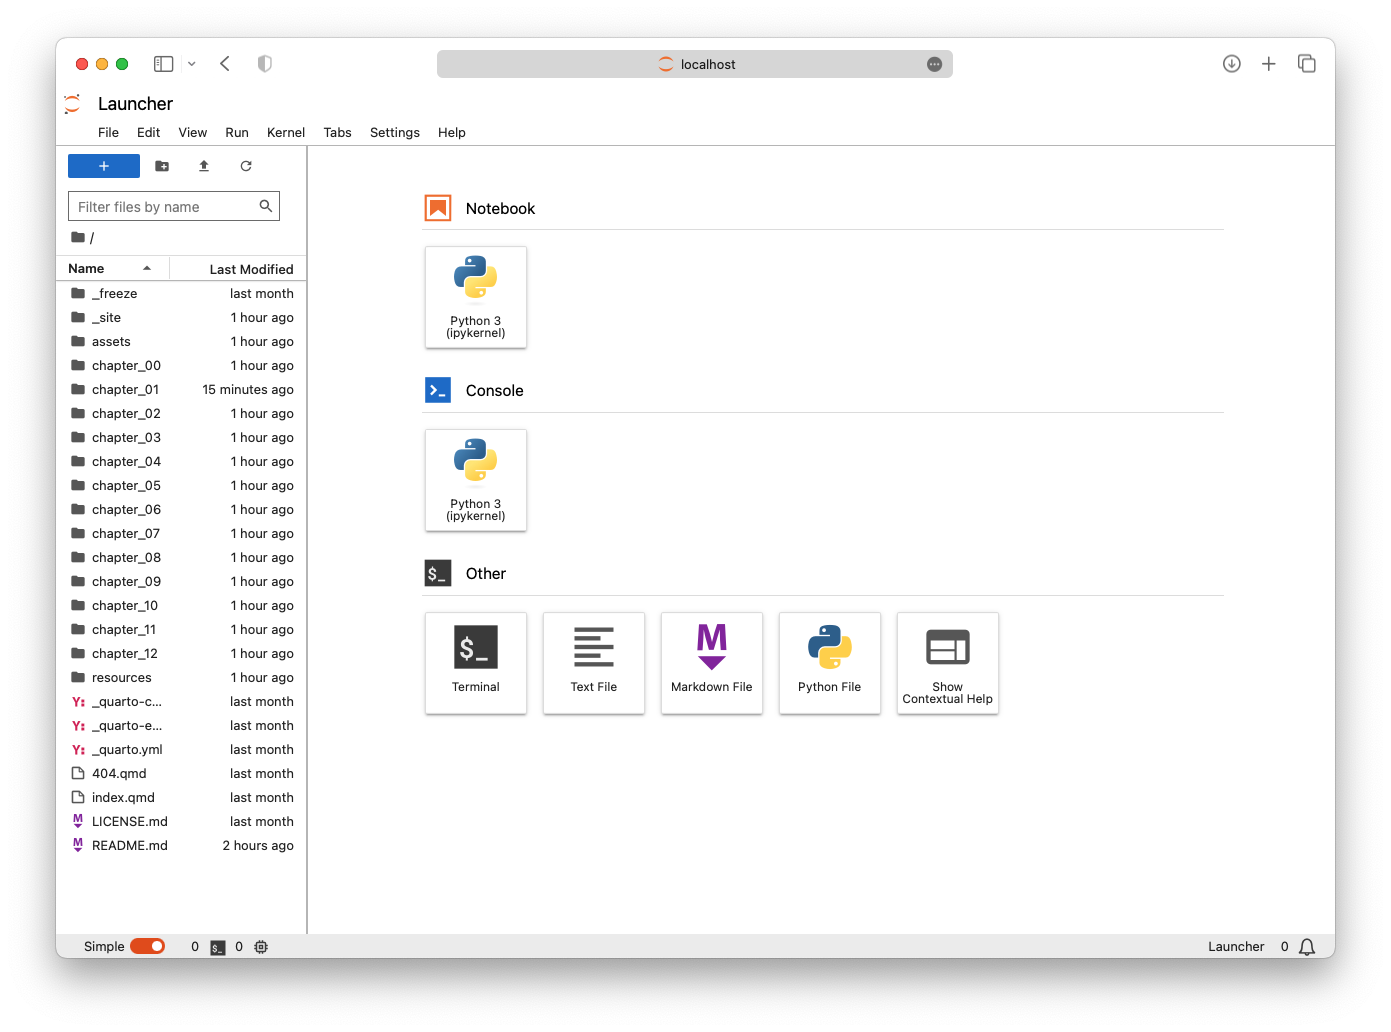 localhost
Launcher
File Edit View Run Kernel Tabs Settings Help
+
Filter files by name
/
Name Last Modified
_freeze last month
_site 1 hour ago
assets 1 hour ago
chapter_00 1 hour ago
chapter_01 15 minutes ago
chapter_02 1 hour ago
chapter_03 1 hour ago
chapter_04 1 hour ago
chapter_05 1 hour ago
chapter_06 1 hour ago
chapter_07 1 hour ago
chapter_08 1 hour ago
chapter_09 1 hour ago
chapter_10 1 hour ago
chapter_11 1 hour ago
chapter_12 1 hour ago
resources 1 hour ago
Y: _quarto-c... last month
Y: _quarto-e... last month
Y: _quarto.yml last month
404.qmd last month
index.qmd last month
M LICENSE.md last month
M README.md 2 hours ago
Notebook
Python 3
(ipykernel)
>_ Console
Python 3
(ipykernel)
$_ Other
$_
Terminal
Text File
M
Markdown File
Python File
Show
Contextual Help
Simple 0 $_ 0
Launcher 0